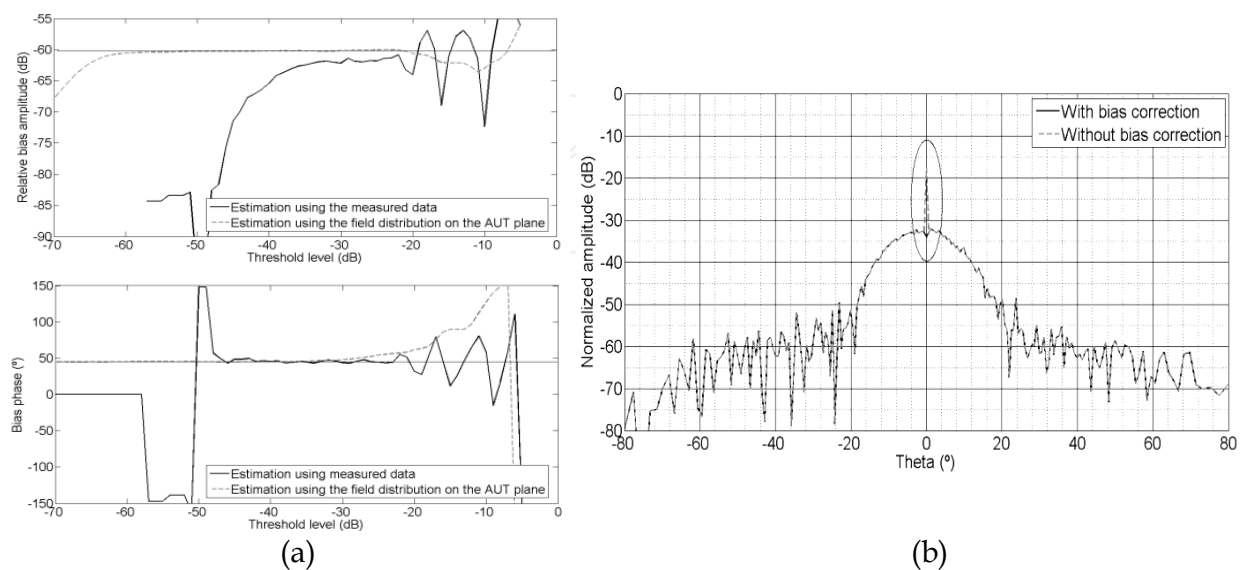 -55
-60
-65
-70
-75
-80
-85
-90
Relative bias amplitude (dB)
Estimation using the measured data
Estimation using the field distribution on the AUT plane
-70 -60 -50 -40 -30 -20 -10 0
Threshold level (dB)
150
100
50
0
-50
-100
-150
Bias phase (º)
Estimation using measured data
Estimation using the field distribution on the AUT plane
-70 -60 -50 -40 -30 -20 -10 0
Threshold level (dB)
(a)
0
-10
-20
-30
-40
-50
-60
-70
-80
Normalized amplitude (dB)
With bias correction
Without bias correction
-80 -60 -40 -20 0 20 40 60 80
Theta (º)
(b)